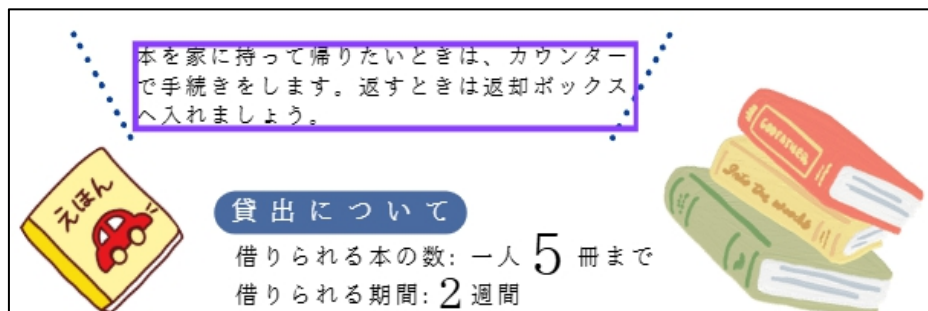 本を家に持って帰りたいときは、カウンター
で手続きをします。返すときは返却ボックス
へ入れましょう。
えほん
貸出について
借りられる本の数: 一人 5 冊まで
借りられる期間: 2 週間
Into The Woods